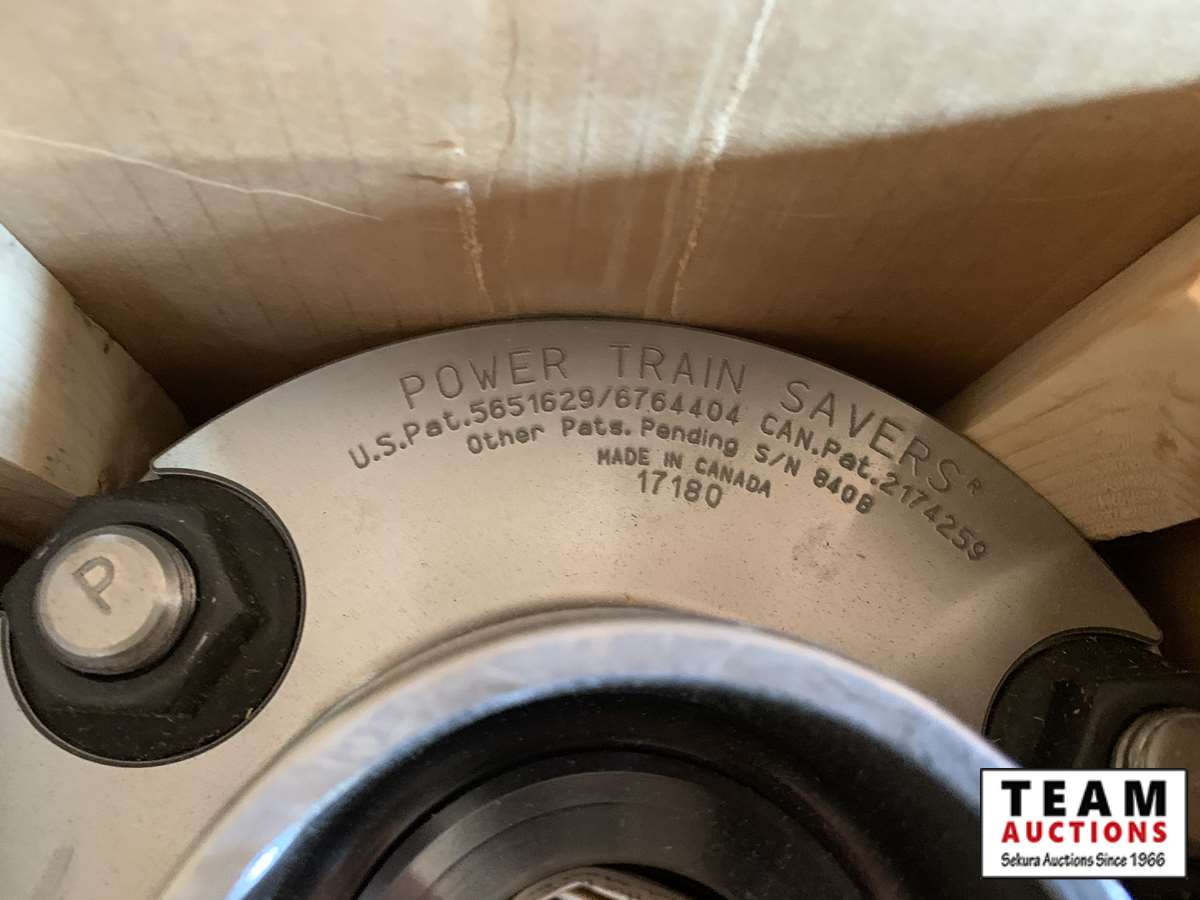 POWER TRAIN SAVERS R
U.S.Pat.5651629/6764404 CAN.Pat.2174259
Other Pats.Pending S/N 840B
MADE IN CANADA
17180
P
TEAM
AUCTIONS
Sekura Auctions Since 1966